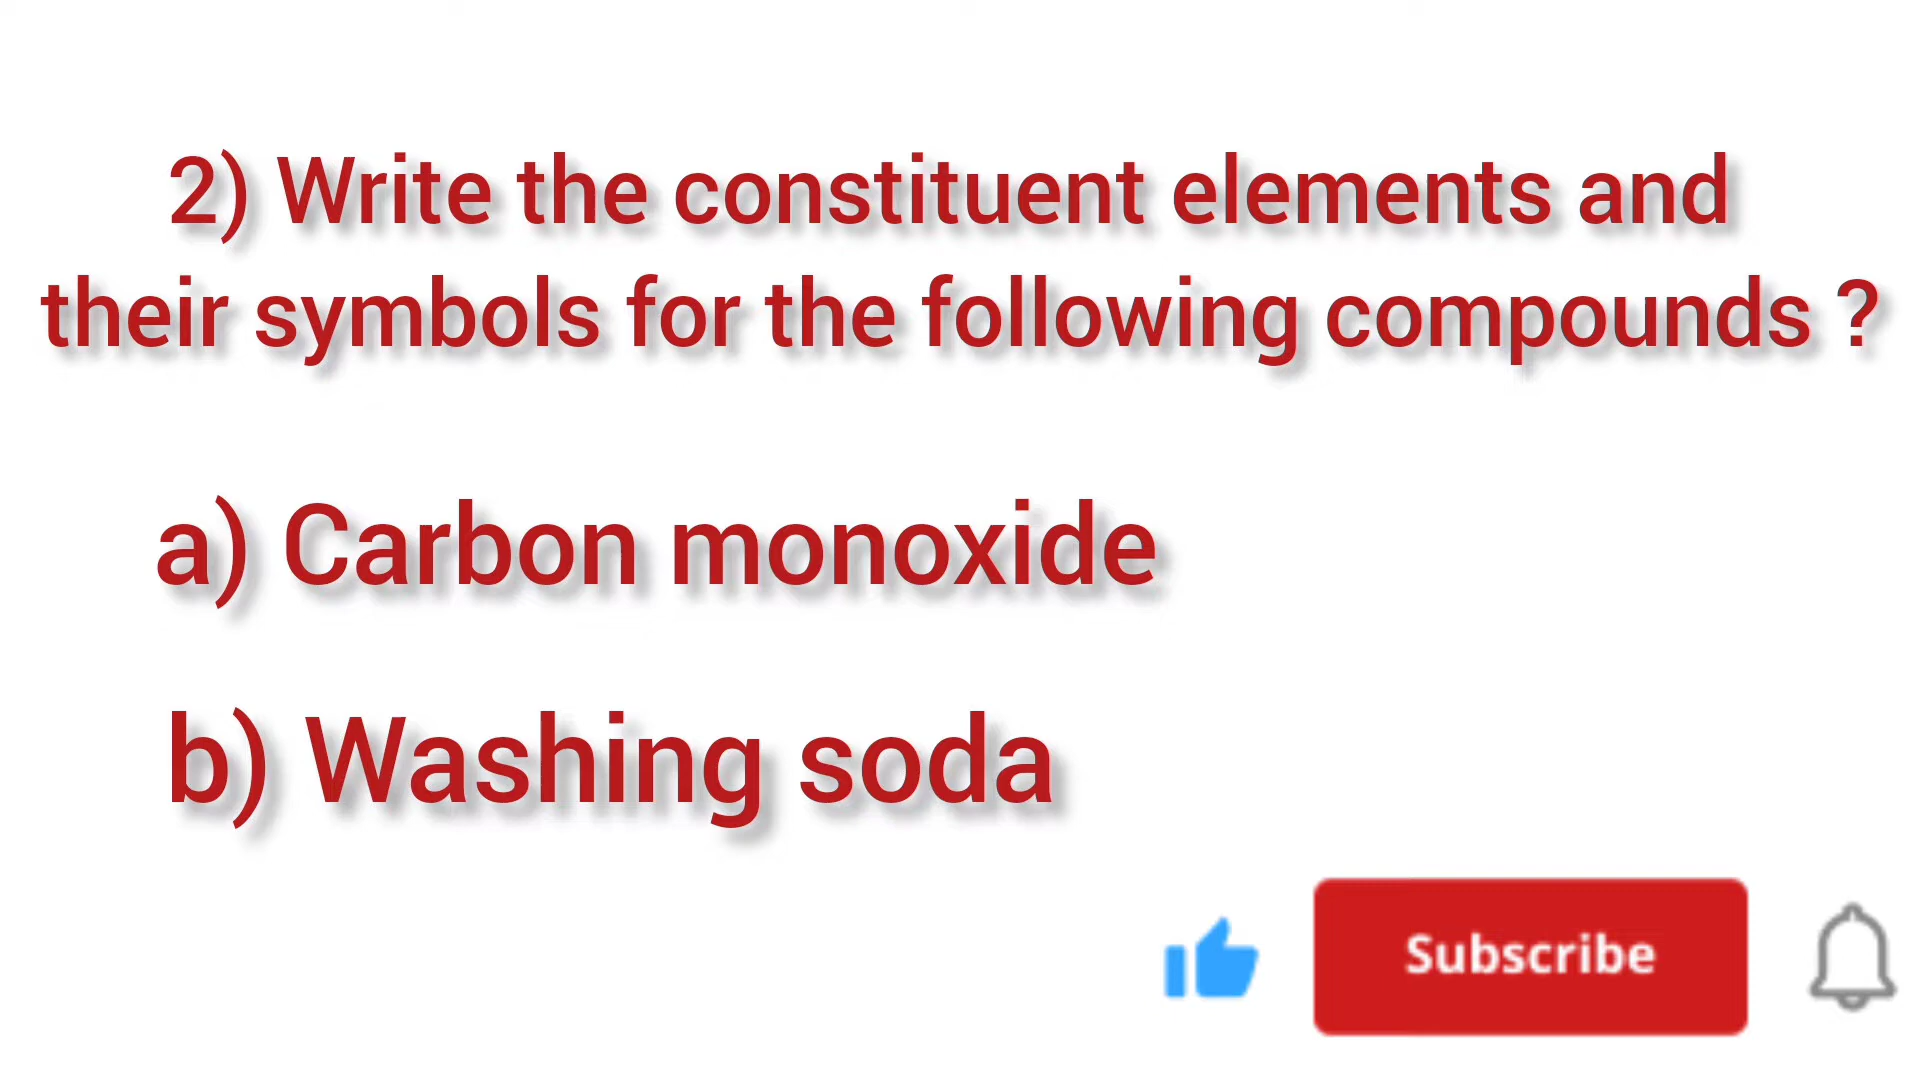 2) Write the constituent elements and
their symbols for the following compounds ?
a) Carbon monoxide
b) Washing soda
Subscribe